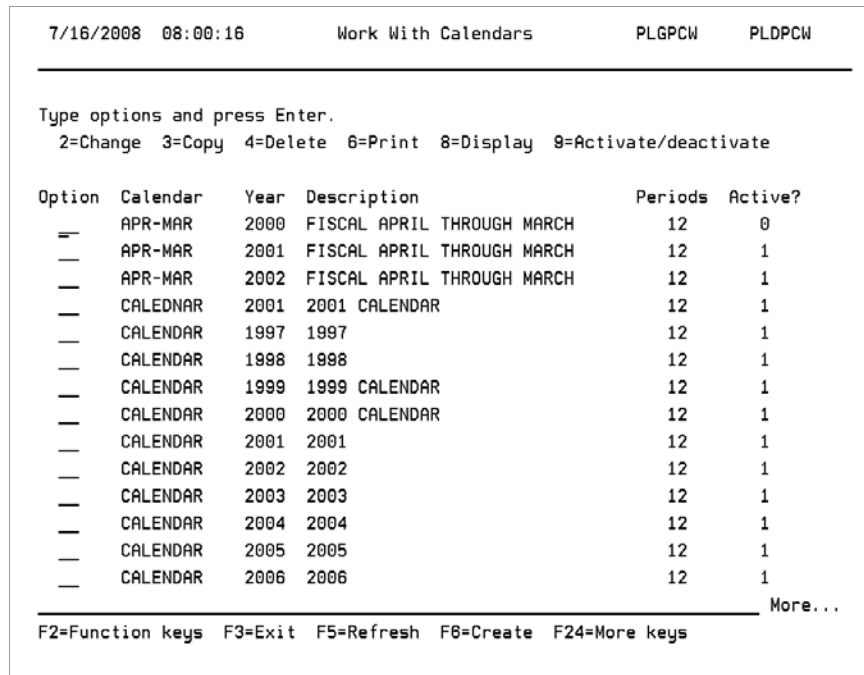 7/16/2008 08:00:16 Work With Calendars PLGPCW PLDPCW
Type options and press Enter.
2=Change 3=Copy 4=Delete 6=Print 8=Display 9=Activate/deactivate
Option Calendar Year Description Periods Active?
APR-MAR 2000 FISCAL APRIL THROUGH MARCH 12 0
APR-MAR 2001 FISCAL APRIL THROUGH MARCH 12 1
APR-MAR 2002 FISCAL APRIL THROUGH MARCH 12 1
CALEDNAR 2001 2001 CALENDAR 12 1
CALENDAR 1997 1997 12 1
CALENDAR 1998 1998 12 1
CALENDAR 1999 1999 CALENDAR 12 1
CALENDAR 2000 2000 CALENDAR 12 1
CALENDAR 2001 2001 12 1
CALENDAR 2002 2002 12 1
CALENDAR 2003 2003 12 1
CALENDAR 2004 2004 12 1
CALENDAR 2005 2005 12 1
CALENDAR 2006 2006 12 1
More...
F2=Function keys F3=Exit F5=Refresh F6=Create F24=More keys